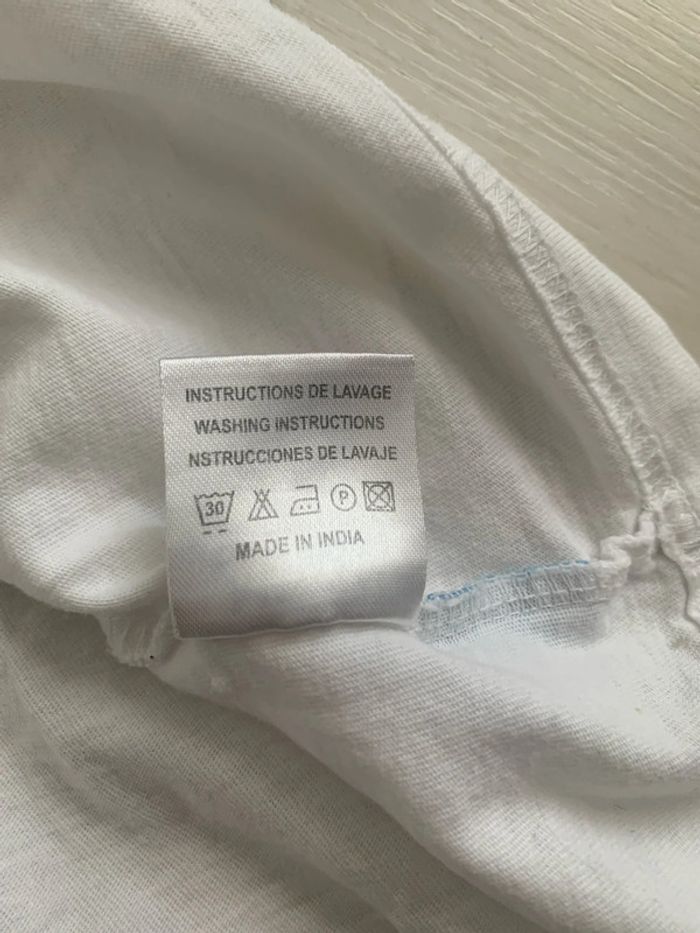 INSTRUCTIONS DE LAVAGE
WASHING INSTRUCTIONS
NSTRUCCIONES DE LAVAJE
30 P
MADE IN INDIA